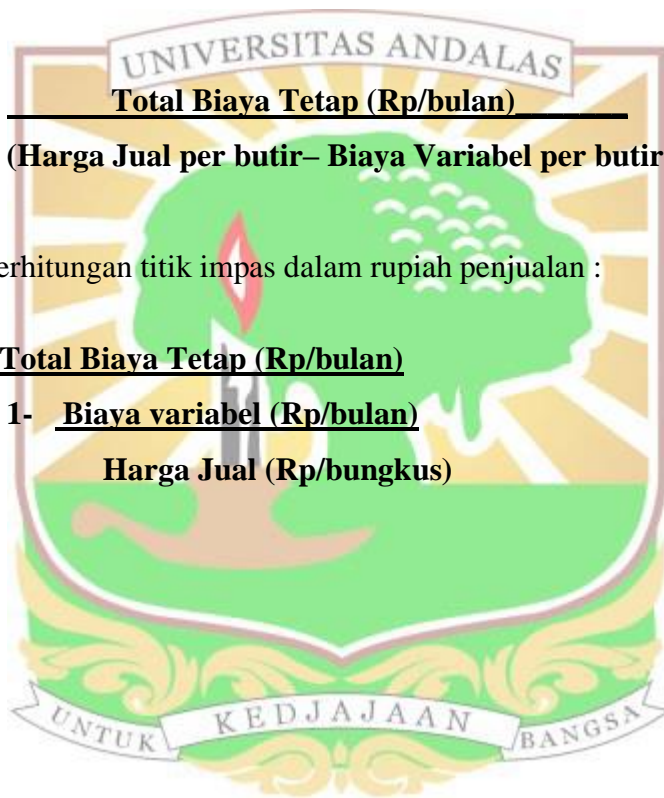 UNIVERSITAS ANDALAS
Total Biaya Tetap (Rp/bulan)
(Harga Jual per butir– Biaya Variabel per butir
erhitungan titik impas dalam rupiah penjualan :
Total Biaya Tetap (Rp/bulan)
1- Biaya variabel (Rp/bulan)
Harga Jual (Rp/bungkus)
UNTUK KEDJAJAAN BANGSA